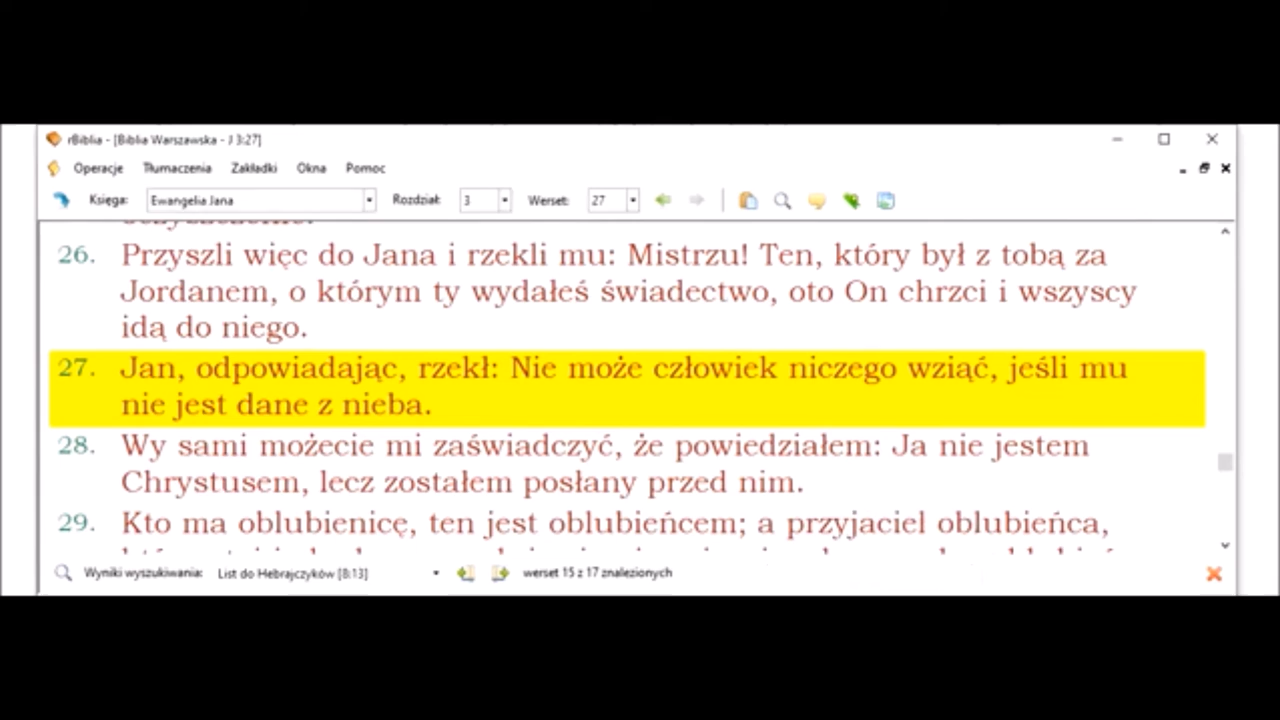 rBiblia - [Biblia Warszawska - J 3:27]
Operacje Tłumaczenia Zakładki Okna Pomoc
Księga: Ewangelia Jana Rozdział: 3 Werset: 27
26. Przyszli więc do Jana i rzekli mu: Mistrzu! Ten, który był z tobą za
Jordanem, o którym ty wydałeś świadectwo, oto On chrzci i wszyscy
idą do niego.
27. Jan, odpowiadając, rzekł: Nie może człowiek niczego wziąć, jeśli mu
nie jest dane z nieba.
28. Wy sami możecie mi zaświadczyć, że powiedziałem: Ja nie jestem
Chrystusem, lecz zostałem posłany przed nim.
29. Kto ma oblubienicę, ten jest oblubieńcem; a przyjaciel oblubieńca,
Wyniki wyszukiwania: List do Hebrajczyków [8:13] werset 15 z 17 znalezionych